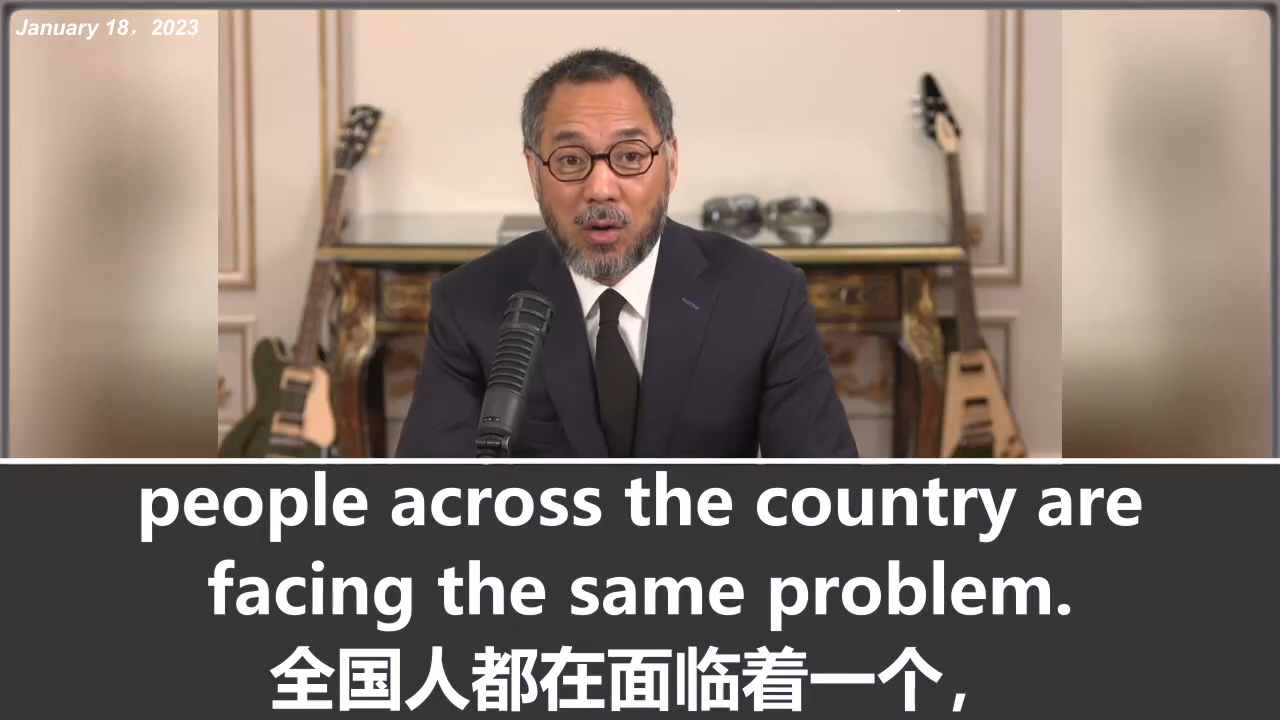 January 18，2023
people across the country are
facing the same problem.
全国人都在面临着一个，